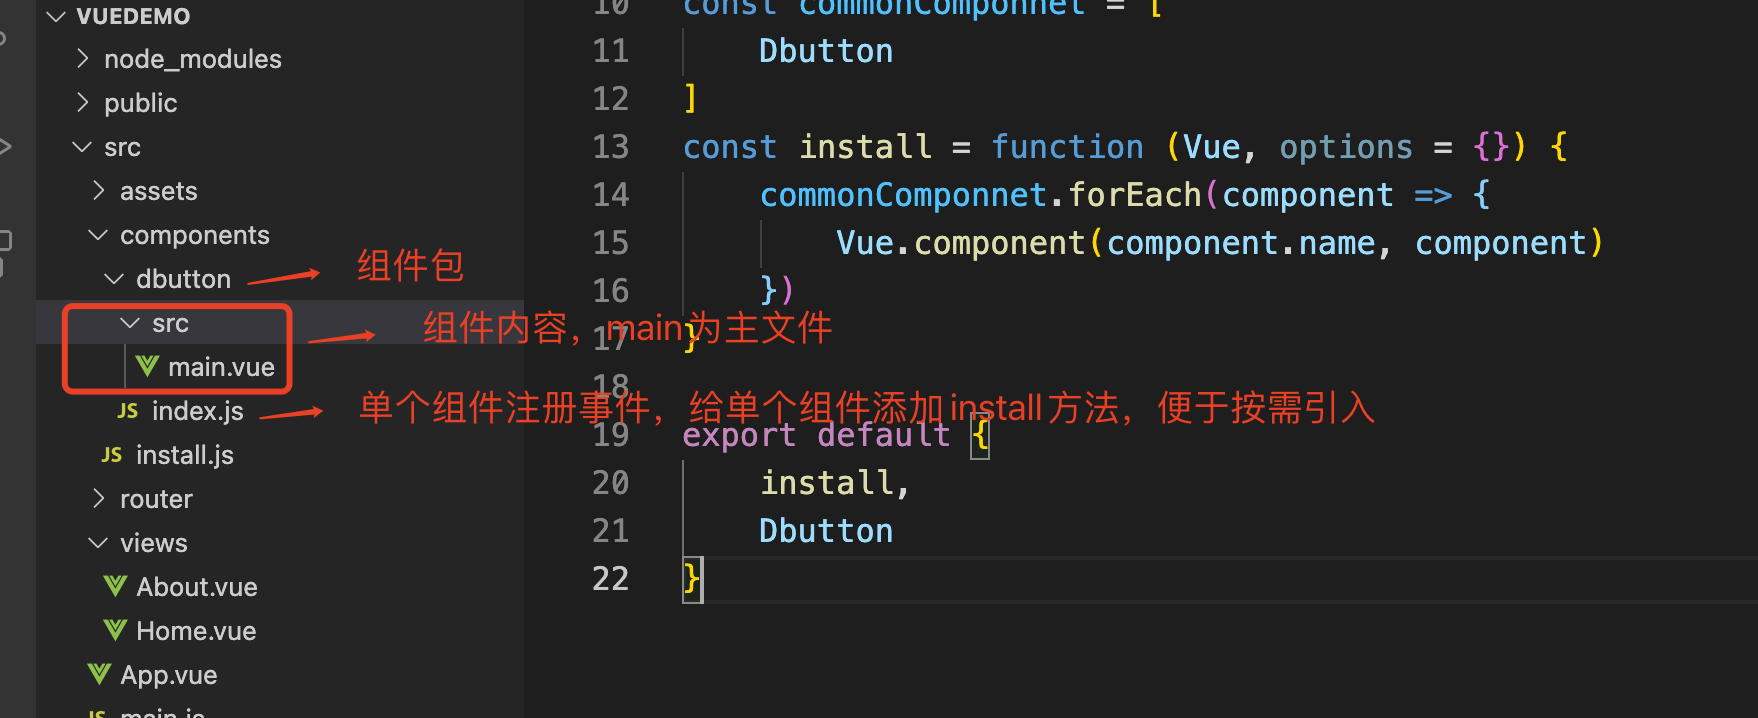 VUEDEMO
node_modules
public
src
assets
components
dbutton
src
main.vue
JS index.js
JS install.js
router
views
About.vue
Home.vue
App.vue
JS main.js
组件包
组件内容，main为主文件
单个组件注册事件，给单个组件添加install方法，便于按需引入
10 const commonComponnet = [
11 Dbutton
12 ]
13 const install = function (Vue, options = {}) {
14 commonComponnet.forEach(component => {
15 Vue.component(component.name, component)
16 })
17 }
18
19 export default {
20 install,
21 Dbutton
22 }